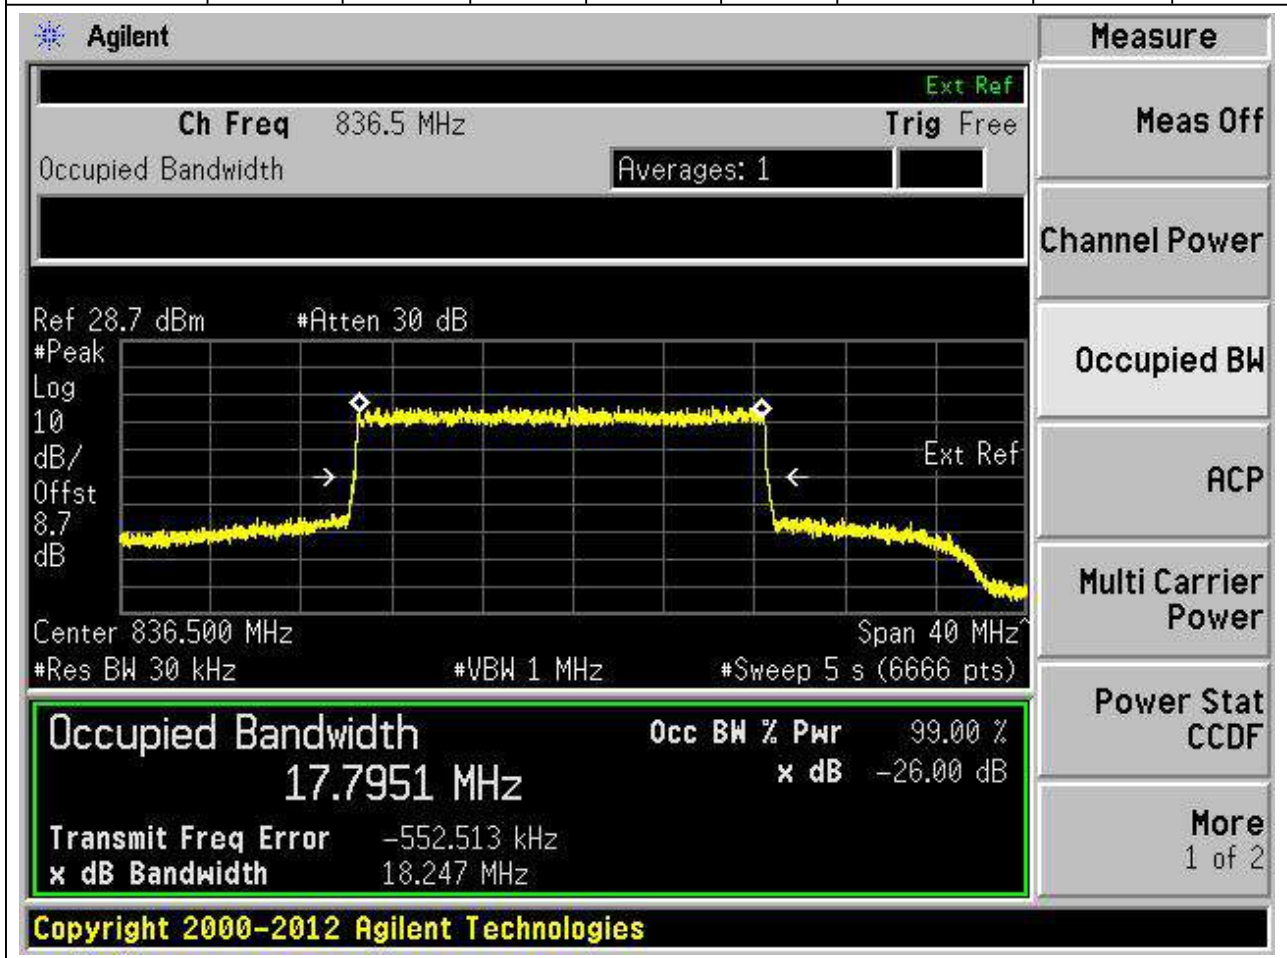 Agilent
Measure
Ext Ref
Ch Freq 836.5 MHz Trig Free
Occupied Bandwidth Averages: 1
Meas Off
Channel Power
Occupied BW
ACP
Multi Carrier
Power
Power Stat
CCDF
More
1 of 2
Ref 28.7 dBm #Atten 30 dB
#Peak
Log
10
dB/
Offst
8.7
dB
Ext Ref
Center 836.500 MHz Span 40 MHz^
#Res BW 30 kHz #VBW 1 MHz #Sweep 5 s (6666 pts)
Occupied Bandwidth Occ BW % Pwr 99.00 %
17.7951 MHz x dB -26.00 dB
Transmit Freq Error -552.513 kHz
x dB Bandwidth 18.247 MHz
Copyright 2000-2012 Agilent Technologies